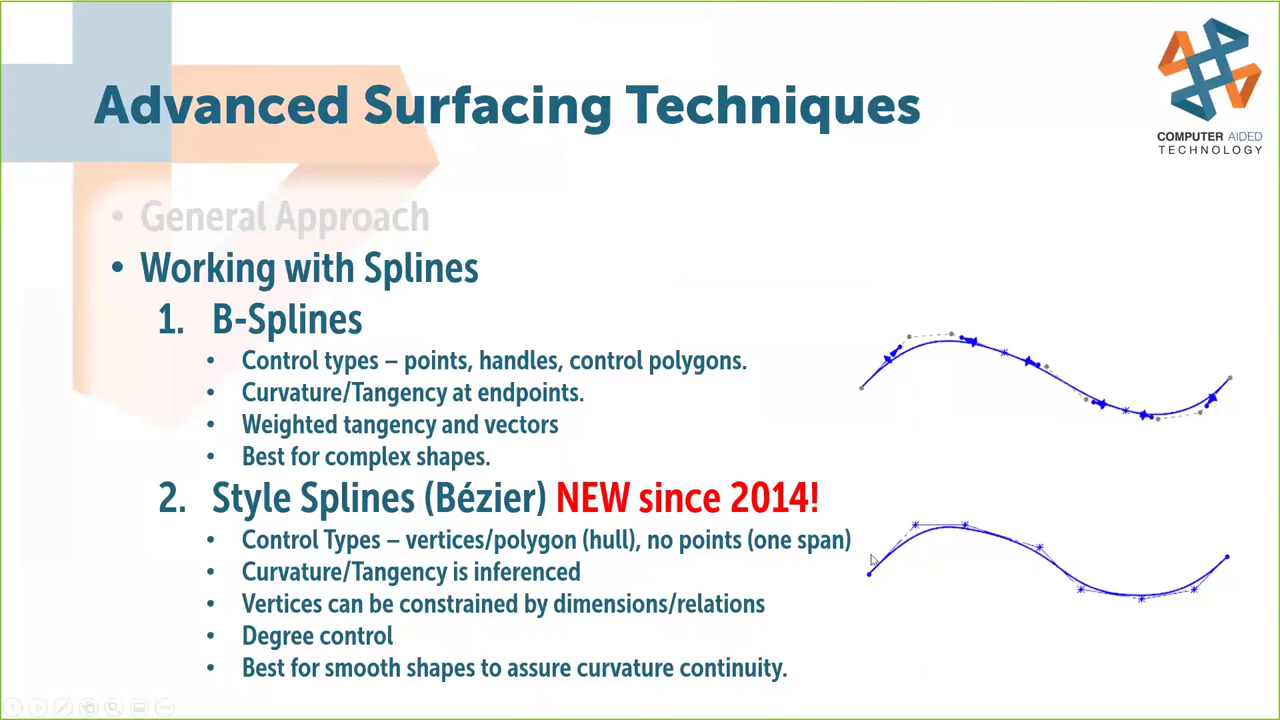 Advanced Surfacing Techniques
COMPUTER AIDED
TECHNOLOGY
• General Approach
• Working with Splines
1. B-Splines
• Control types – points, handles, control polygons.
• Curvature/Tangency at endpoints.
• Weighted tangency and vectors
• Best for complex shapes.
2. Style Splines (Bézier) NEW since 2014!
• Control Types – vertices/polygon (hull), no points (one span)
• Curvature/Tangency is inferenced
• Vertices can be constrained by dimensions/relations
• Degree control
• Best for smooth shapes to assure curvature continuity.